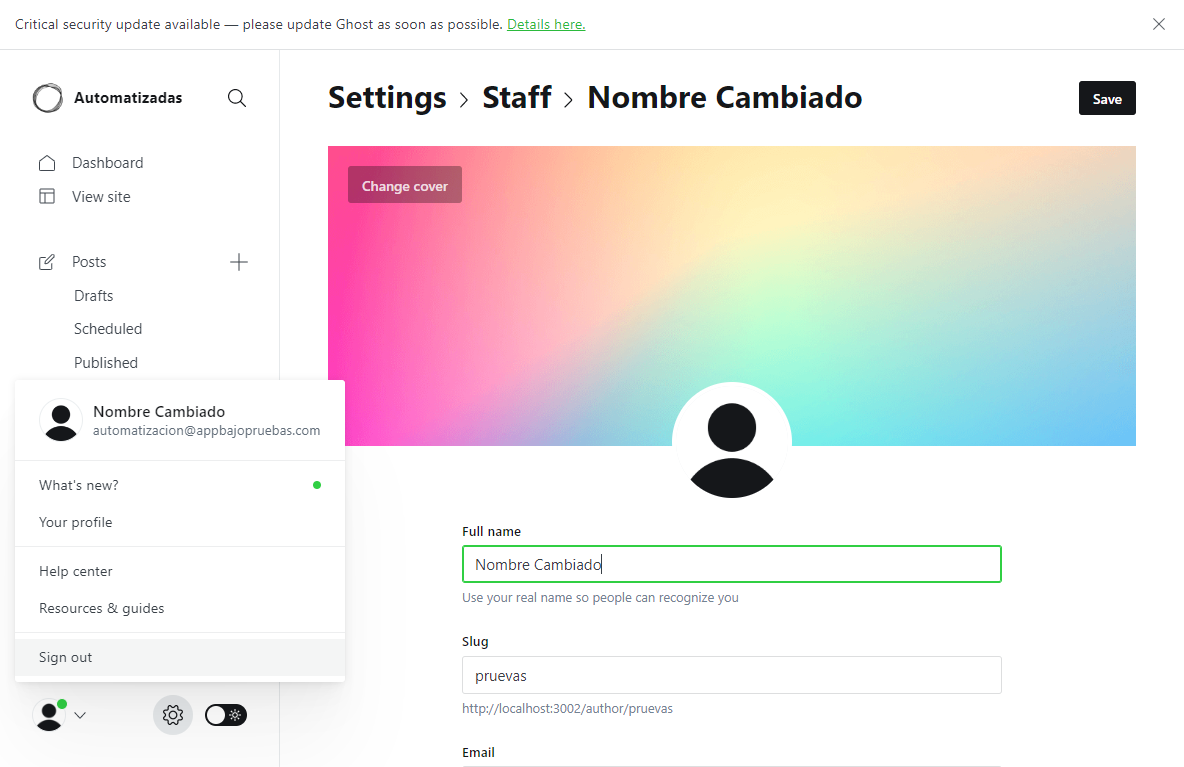 Critical security update available — please update Ghost as soon as possible. Details here.
Automatizadas
Dashboard
View site
Posts
Drafts
Scheduled
Published
Nombre Cambiado
automatizacion@appbajopruebas.com
What's new?
Your profile
Help center
Resources & guides
Sign out
Settings > Staff > Nombre Cambiado
Save
Change cover
Full name
Nombre Cambiado
Use your real name so people can recognize you
Slug
pruevas
http://localhost:3002/author/pruevas
Email